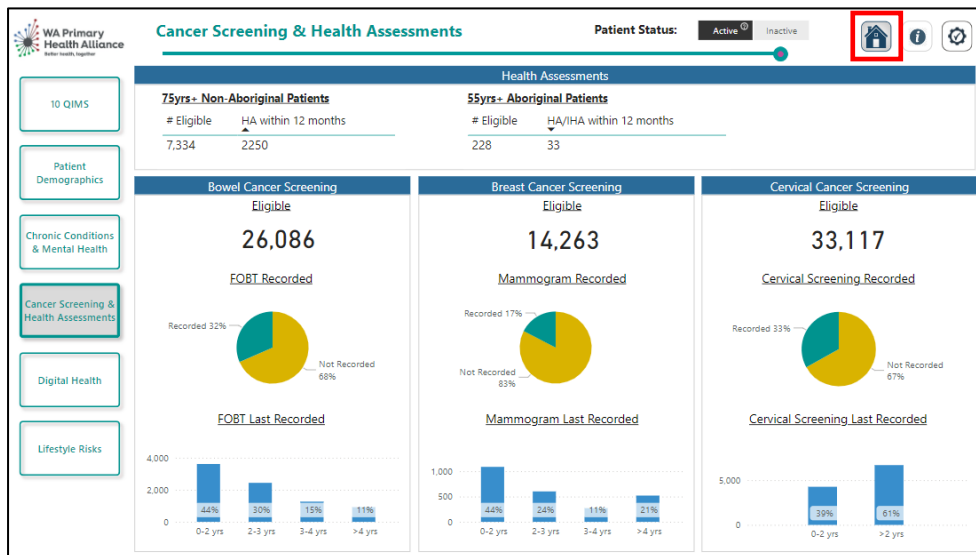 WA Primary
Health Alliance
Better health, together
Cancer Screening & Health Assessments
Patient Status:
Active
Inactive
10 QIMS
Patient
Demographics
Chronic Conditions
& Mental Health
Cancer Screening &
Health Assessments
Digital Health
Lifestyle Risks
Health Assessments
75yrs+ Non-Aboriginal Patients
# Eligible HA within 12 months
7,334 2250
55yrs+ Aboriginal Patients
# Eligible HA/IHA within 12 months
228 33
Bowel Cancer Screening
Eligible
26,086
FOBT Recorded
Recorded 32%
Not Recorded
68%
FOBT Last Recorded
4,000
2,000
0
44% 30% 15% 11%
0-2 yrs 2-3 yrs 3-4 yrs >4 yrs
Breast Cancer Screening
Eligible
14,263
Mammogram Recorded
Recorded 17%
Not Recorded
83%
Mammogram Last Recorded
1,000
500
0
44% 24% 11% 21%
0-2 yrs 2-3 yrs 3-4 yrs >4 yrs
Cervical Cancer Screening
Eligible
33,117
Cervical Screening Recorded
Recorded 33%
Not Recorded
67%
Cervical Screening Last Recorded
5,000
0
39% 61%
0-2 yrs >2 yrs